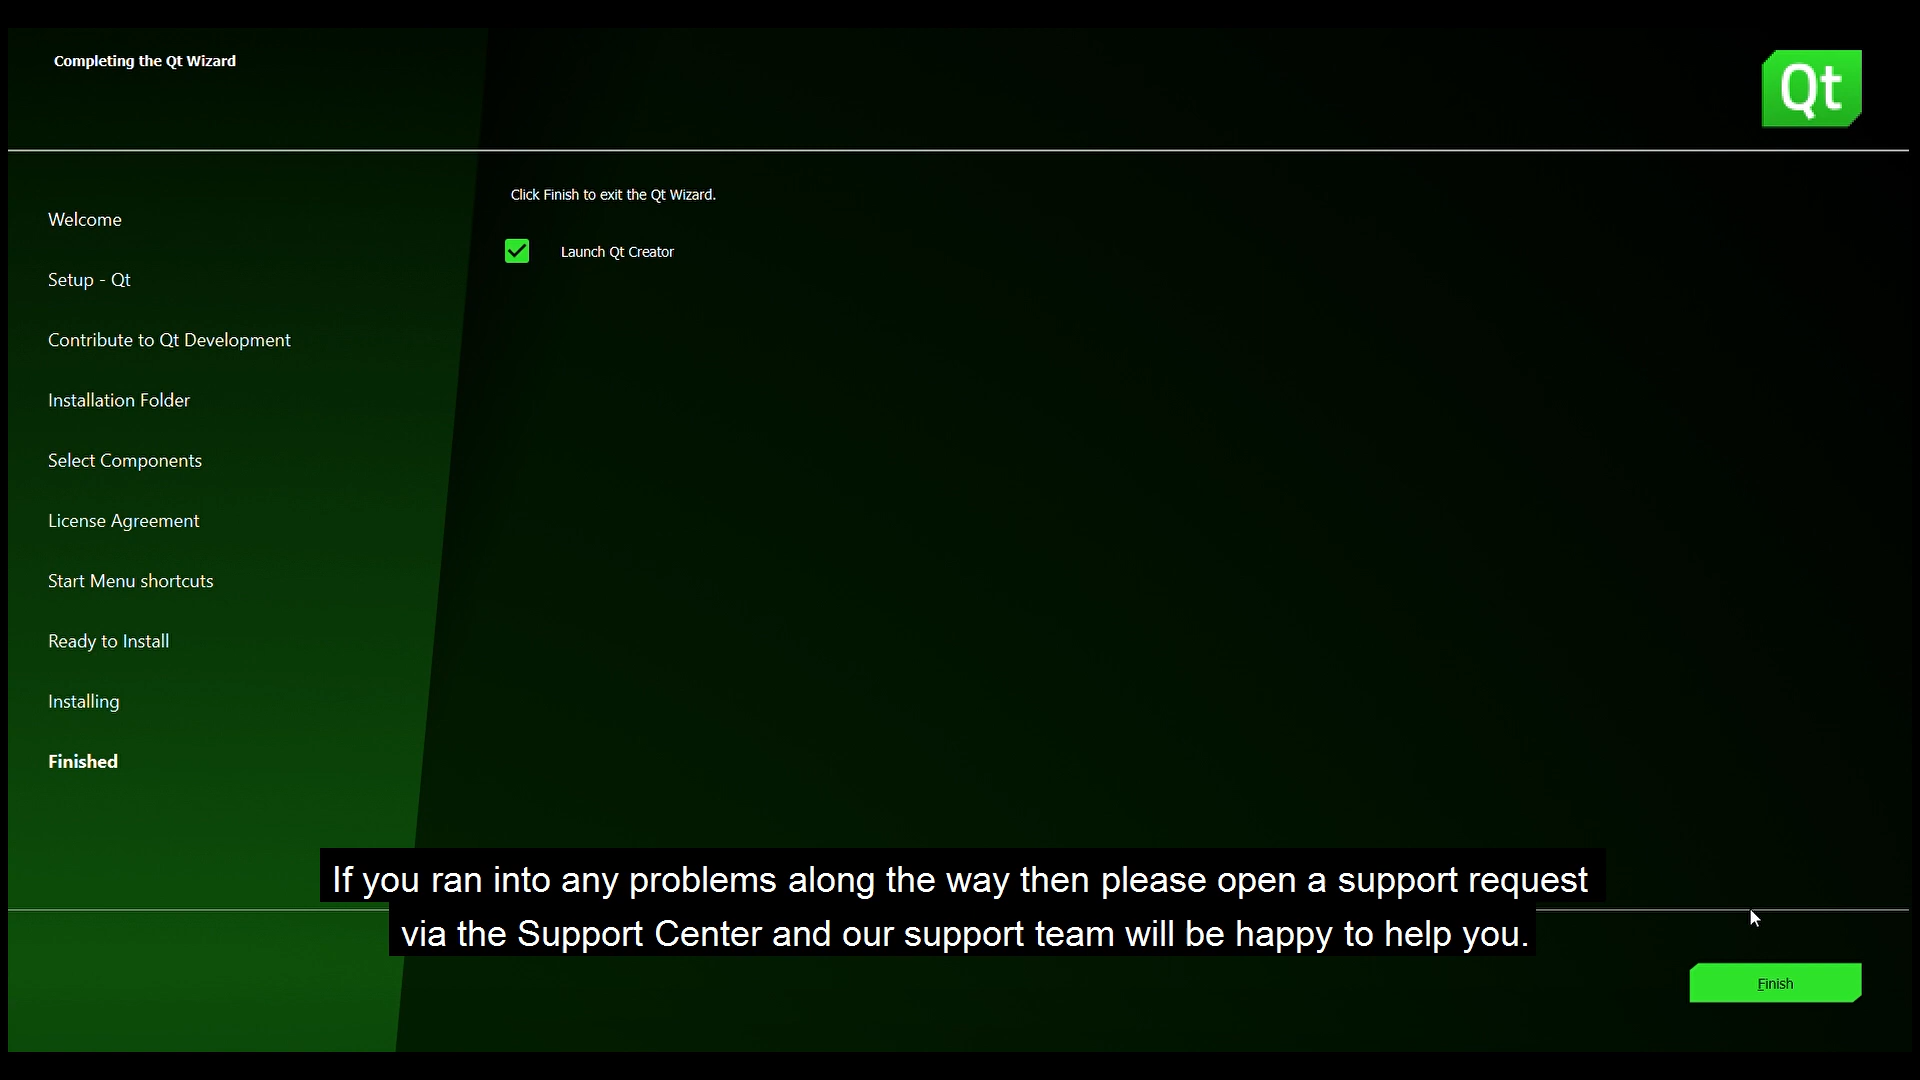 Completing the Qt Wizard
Qt
Welcome
Setup - Qt
Contribute to Qt Development
Installation Folder
Select Components
License Agreement
Start Menu shortcuts
Ready to Install
Installing
Finished
Click Finish to exit the Qt Wizard.
Launch Qt Creator
If you ran into any problems along the way then please open a support request
via the Support Center and our support team will be happy to help you.
Finish